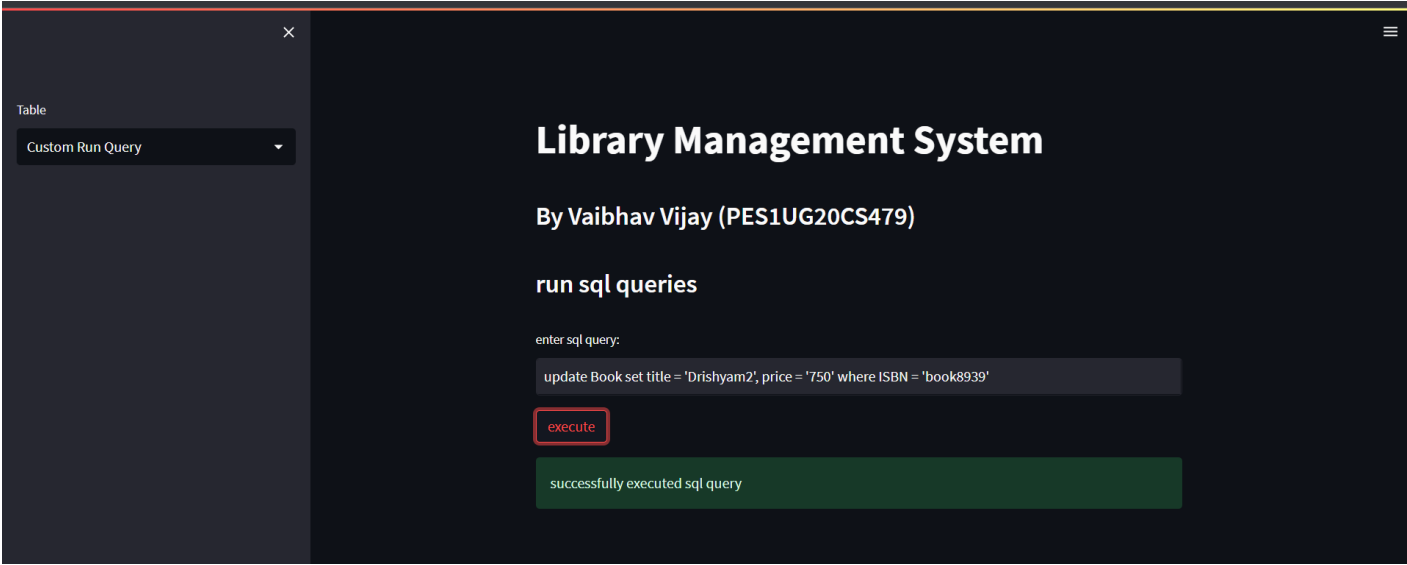 Table
Custom Run Query
Library Management System
By Vaibhav Vijay (PES1UG20CS479)
run sql queries
enter sql query:
update Book set title = 'Drishyam2', price = '750' where ISBN = 'book8939'
execute
successfully executed sql query